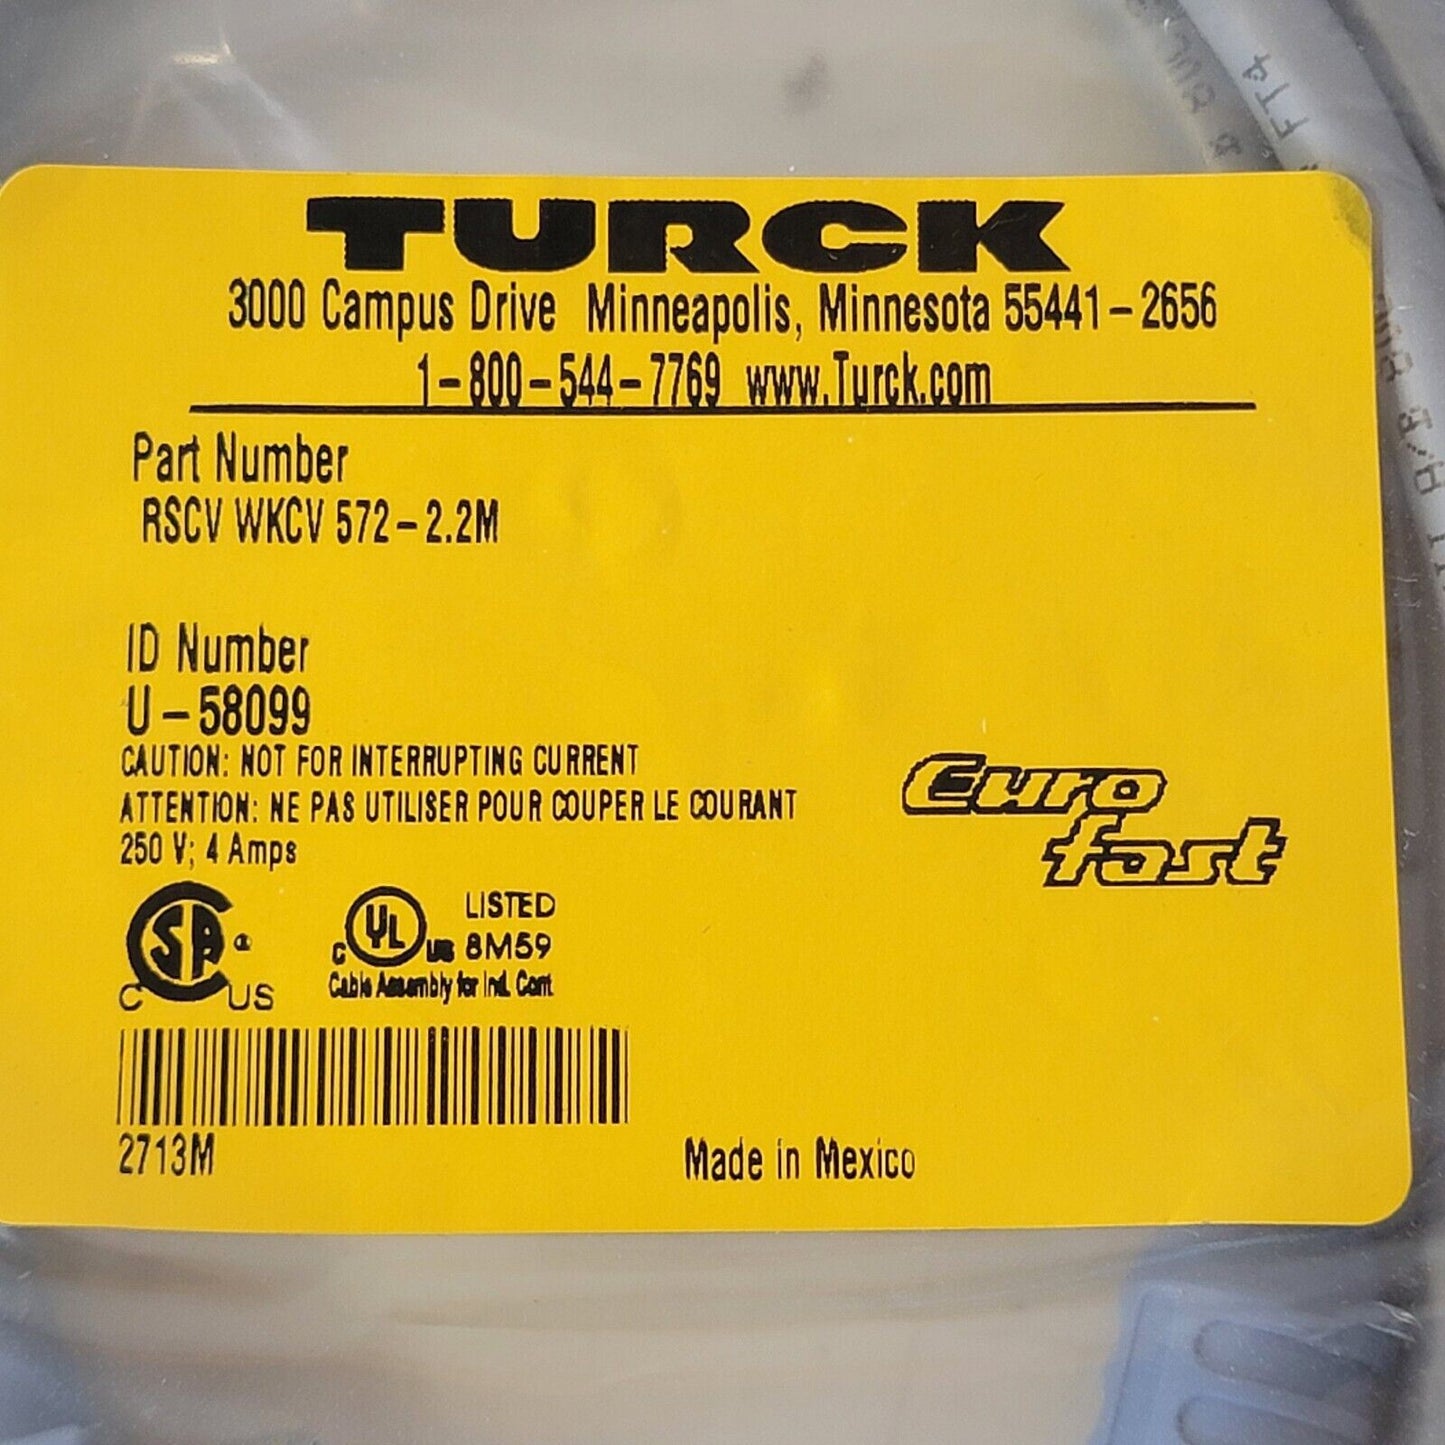 TURCK
3000 Campus Drive Minneapolis, Minnesota 55441-2656
1-800-544-7769 www.Turck.com
Part Number
RSCV WKCV 572-2.2M
ID Number
U-58099
CAUTION: NOT FOR INTERRUPTING CURRENT
ATTENTION: NE PAS UTILISER POUR COUPER LE COURANT
250 V; 4 Amps
Euro
fast
CSA ®
C US
C UL US
LISTED
8M59
Cable Assembly for Ind. Cont.
2713M
Made in Mexico
FT4